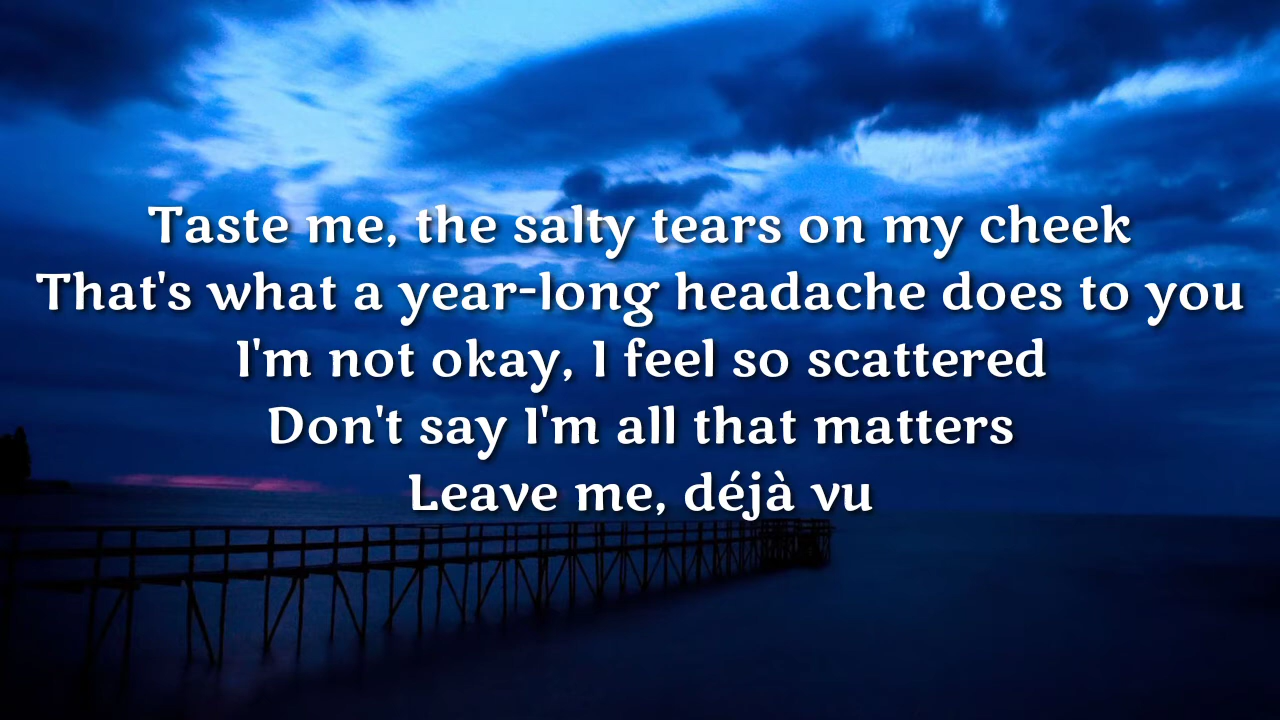 Taste me, the salty tears on my cheek
That's what a year-long headache does to you
I'm not okay, I feel so scattered
Don't say I'm all that matters
Leave me, déjà vu